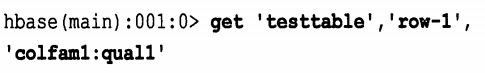 hbase(main):001:0> get 'testtable','row-1',
'colfam1:qual1'